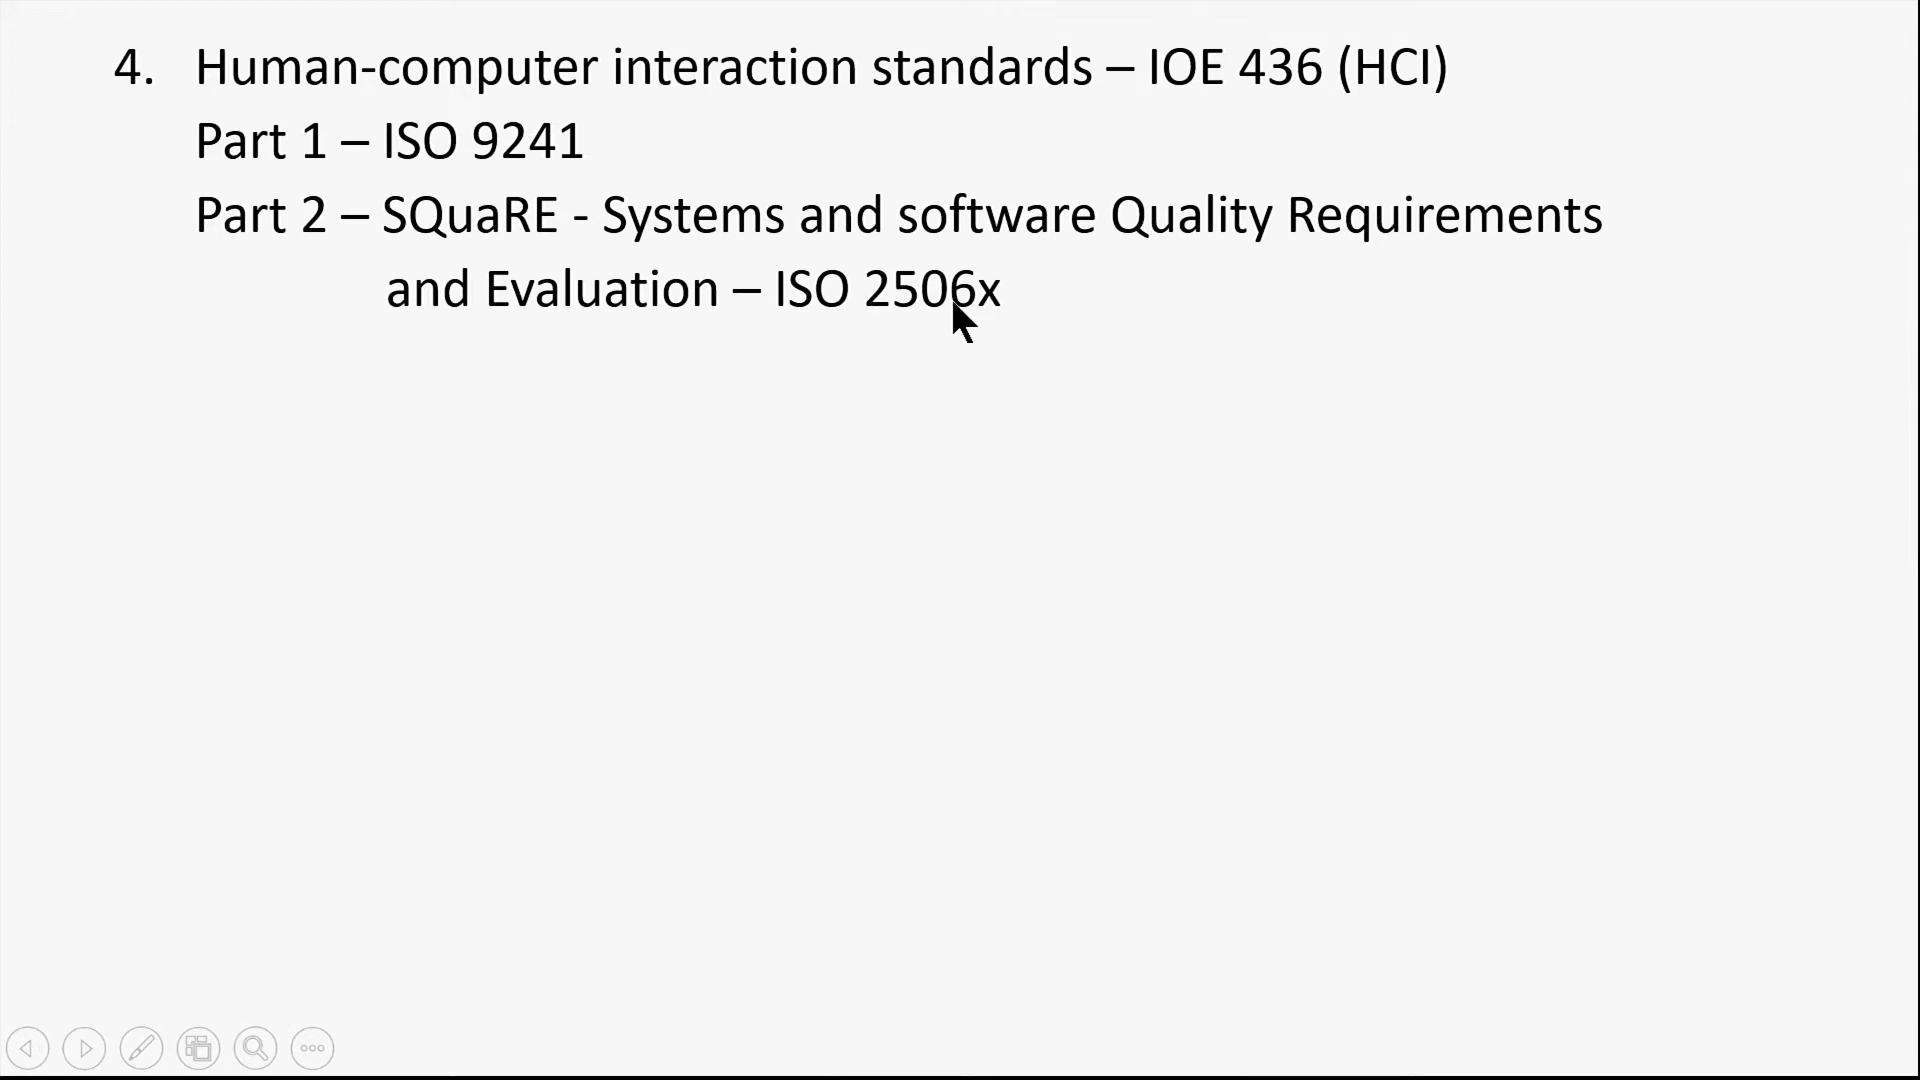 4. Human-computer interaction standards – IOE 436 (HCI)
Part 1 – ISO 9241
Part 2 – SQuaRE - Systems and software Quality Requirements
and Evaluation – ISO 2506x